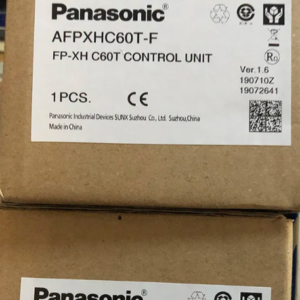 Panasonic
AFPXHC60T-F
FP-XH C60T CONTROL UNIT
Ver. 1.6
190710Z
19072641
1PCS.
Panasonic Industrial Devices SUNX Suzhou Co., Ltd. Suzhou,China
Made in China
Panasonic